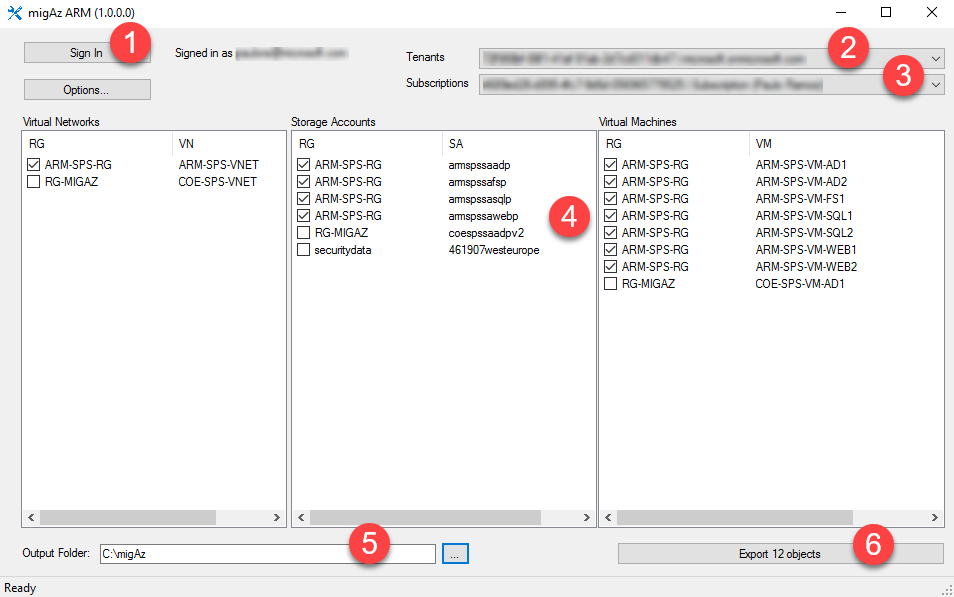 migAz ARM (1.0.0.0)
Sign In 1 Signed in as
Tenants 2
Options...
Subscriptions 3
Virtual Networks Storage Accounts Virtual Machines
RG VN RG SA RG VM
ARM-SPS-RG ARM-SPS-VNET ARM-SPS-RG armspssaadp ARM-SPS-RG ARM-SPS-VM-AD1
RG-MIGAZ COE-SPS-VNET ARM-SPS-RG armspssafsp ARM-SPS-RG ARM-SPS-VM-AD2
ARM-SPS-RG armspssasqlp ARM-SPS-RG ARM-SPS-VM-FS1
ARM-SPS-RG armspssawebp 4 ARM-SPS-RG ARM-SPS-VM-SQL1
RG-MIGAZ coespssaadpv2 ARM-SPS-RG ARM-SPS-VM-SQL2
securitydata 461907westeurope ARM-SPS-RG ARM-SPS-VM-WEB1
ARM-SPS-RG ARM-SPS-VM-WEB2
RG-MIGAZ COE-SPS-VM-AD1
Output Folder: C:\migAz 5 ... Export 12 objects 6
Ready